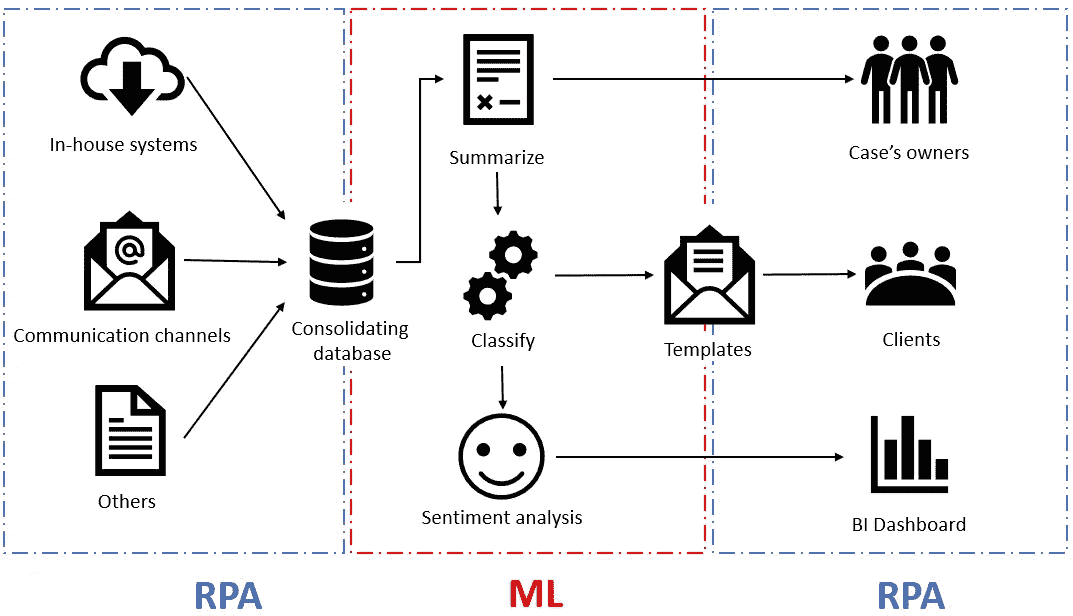 In-house systems
Communication channels
Others
Consolidating
database
Summarize
Classify
Sentiment analysis
Templates
Case's owners
Clients
BI Dashboard
RPA
ML
RPA